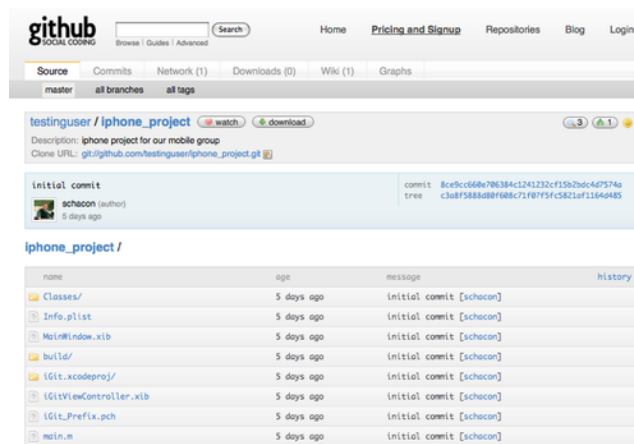 github
SOCIAL CODING
Search
Browse | Guides | Advanced
Home Pricing and Signup Repositories Blog Login
Source Commits Network (1) Downloads (0) Wiki (1) Graphs
master all branches all tags
testinguser / iphone_project watch download 3 1
Description: iphone project for our mobile group
Clone URL: git://github.com/testinguser/iphone_project.git
initial commit
schacon (author)
5 days ago
commit 8ce9cc660e706384c1241232cf15b2bdc4d7574a
tree c3a8f5888d80f608c71f07f5fc5821af1164d485
iphone_project /
name age message history
Classes/ 5 days ago initial commit [schacon]
Info.plist 5 days ago initial commit [schacon]
MainWindow.xib 5 days ago initial commit [schacon]
build/ 5 days ago initial commit [schacon]
iGit.xcodeproj/ 5 days ago initial commit [schacon]
iGitViewController.xib 5 days ago initial commit [schacon]
iGit_Prefix.pch 5 days ago initial commit [schacon]
main.m 5 days ago initial commit [schacon]